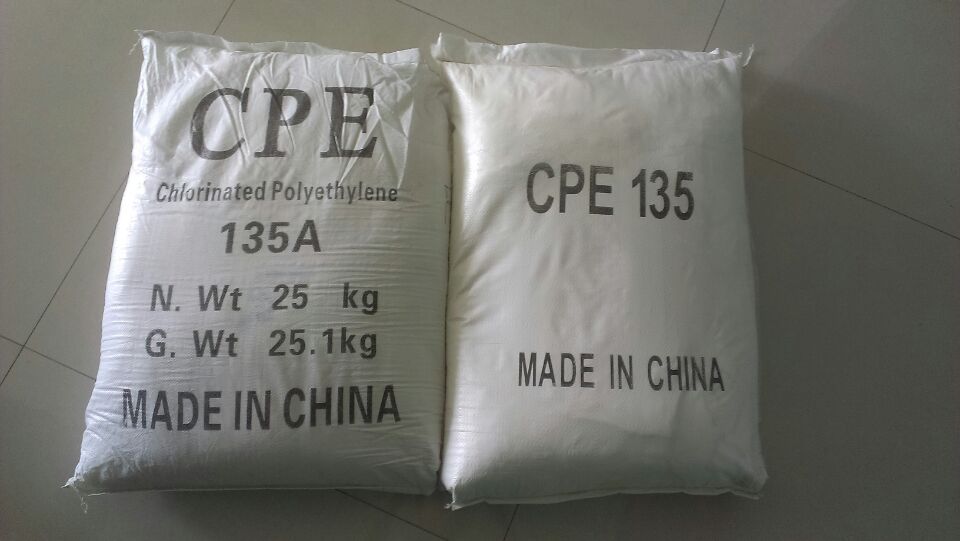 CPE
Chlorinated Polyethylene
135A
N. Wt 25 kg
G. Wt 25.1kg
MADE IN CHINA
CPE 135
MADE IN CHINA